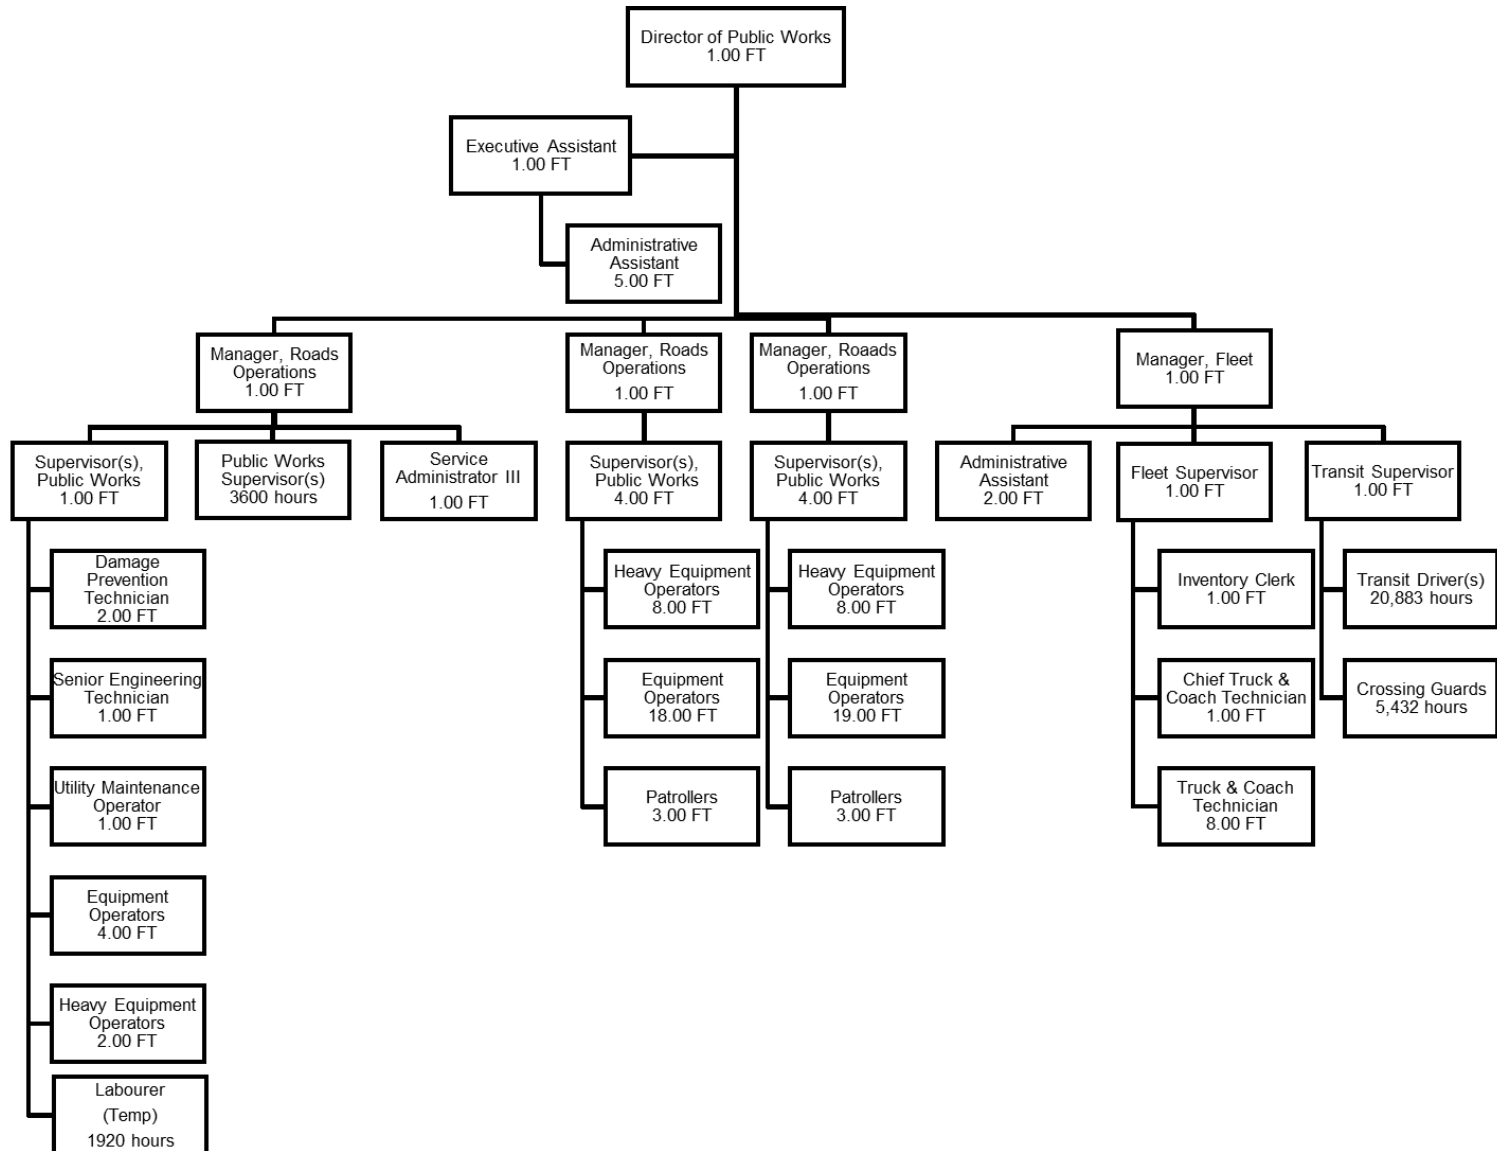 Director of Public Works
1.00 FT
Executive Assistant
1.00 FT
Administrative
Assistant
5.00 FT
Manager, Roads
Operations
1.00 FT
Manager, Roads
Operations
1.00 FT
Manager, Roaads
Operations
1.00 FT
Manager, Fleet
1.00 FT
Supervisor(s),
Public Works
1.00 FT
Public Works
Supervisor(s)
3600 hours
Service
Administrator III
1.00 FT
Supervisor(s),
Public Works
4.00 FT
Supervisor(s),
Public Works
4.00 FT
Administrative
Assistant
2.00 FT
Fleet Supervisor
1.00 FT
Transit Supervisor
1.00 FT
Damage
Prevention
Technician
2.00 FT
Senior Engineering
Technician
1.00 FT
Utility Maintenance
Operator
1.00 FT
Equipment
Operators
4.00 FT
Heavy Equipment
Operators
2.00 FT
Labourer
(Temp)
1920 hours
Heavy Equipment
Operators
8.00 FT
Equipment
Operators
18.00 FT
Patrollers
3.00 FT
Heavy Equipment
Operators
8.00 FT
Equipment
Operators
19.00 FT
Patrollers
3.00 FT
Inventory Clerk
1.00 FT
Chief Truck &
Coach Technician
1.00 FT
Truck & Coach
Technician
8.00 FT
Transit Driver(s)
20,883 hours
Crossing Guards
5,432 hours